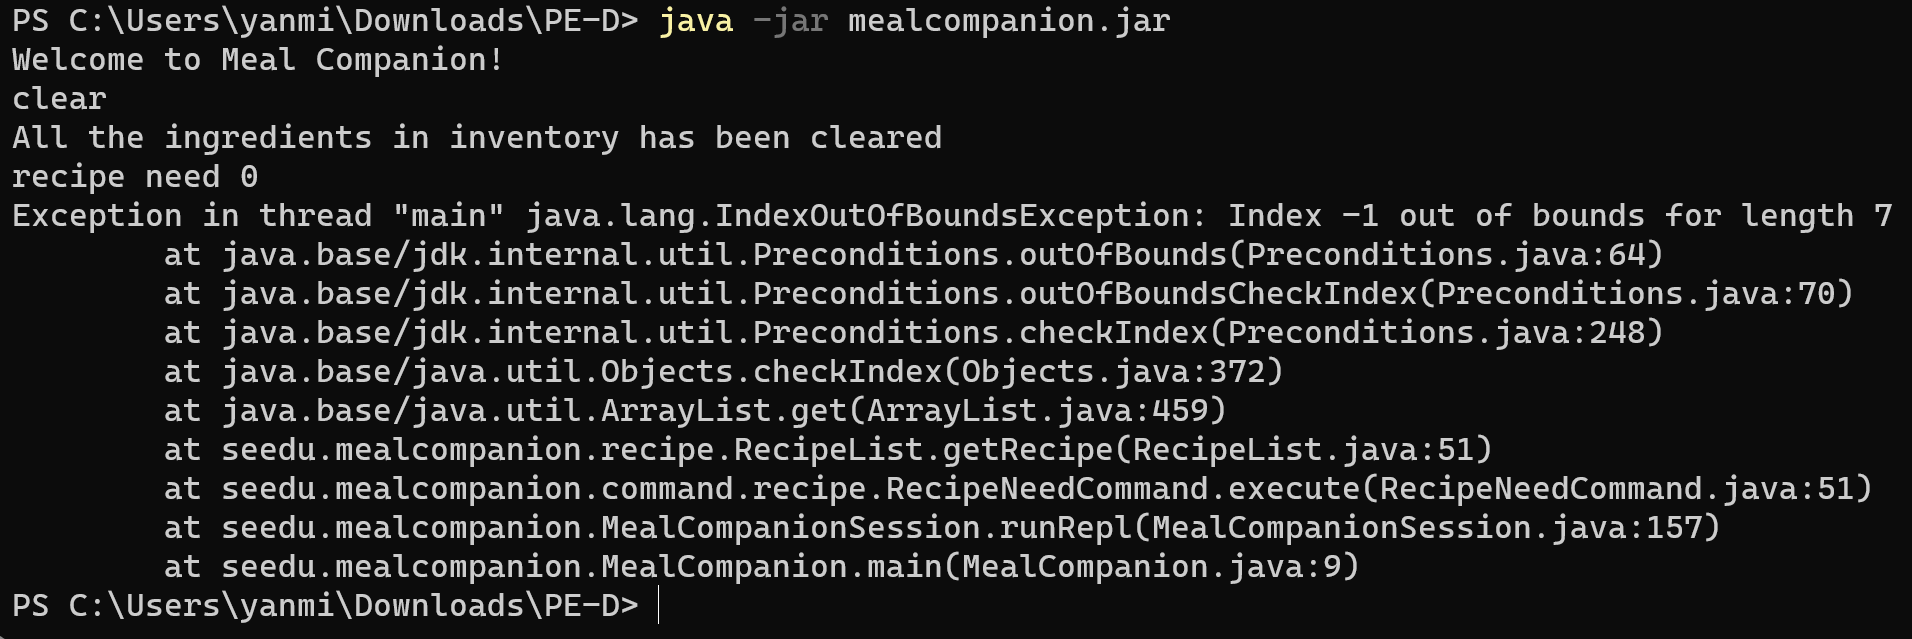 PS C:\Users\yanmi\Downloads\PE-D> java -jar mealcompanion.jar
Welcome to Meal Companion!
clear
All the ingredients in inventory has been cleared
recipe need 0
Exception in thread "main" java.lang.IndexOutOfBoundsException: Index -1 out of bounds for length 7
        at java.base/jdk.internal.util.Preconditions.outOfBounds(Preconditions.java:64)
        at java.base/jdk.internal.util.Preconditions.outOfBoundsCheckIndex(Preconditions.java:70)
        at java.base/jdk.internal.util.Preconditions.checkIndex(Preconditions.java:248)
        at java.base/java.util.Objects.checkIndex(Objects.java:372)
        at java.base/java.util.ArrayList.get(ArrayList.java:459)
        at seedu.mealcompanion.recipe.RecipeList.getRecipe(RecipeList.java:51)
        at seedu.mealcompanion.command.recipe.RecipeNeedCommand.execute(RecipeNeedCommand.java:51)
        at seedu.mealcompanion.MealCompanionSession.runRepl(MealCompanionSession.java:157)
        at seedu.mealcompanion.MealCompanion.main(MealCompanion.java:9)
PS C:\Users\yanmi\Downloads\PE-D>